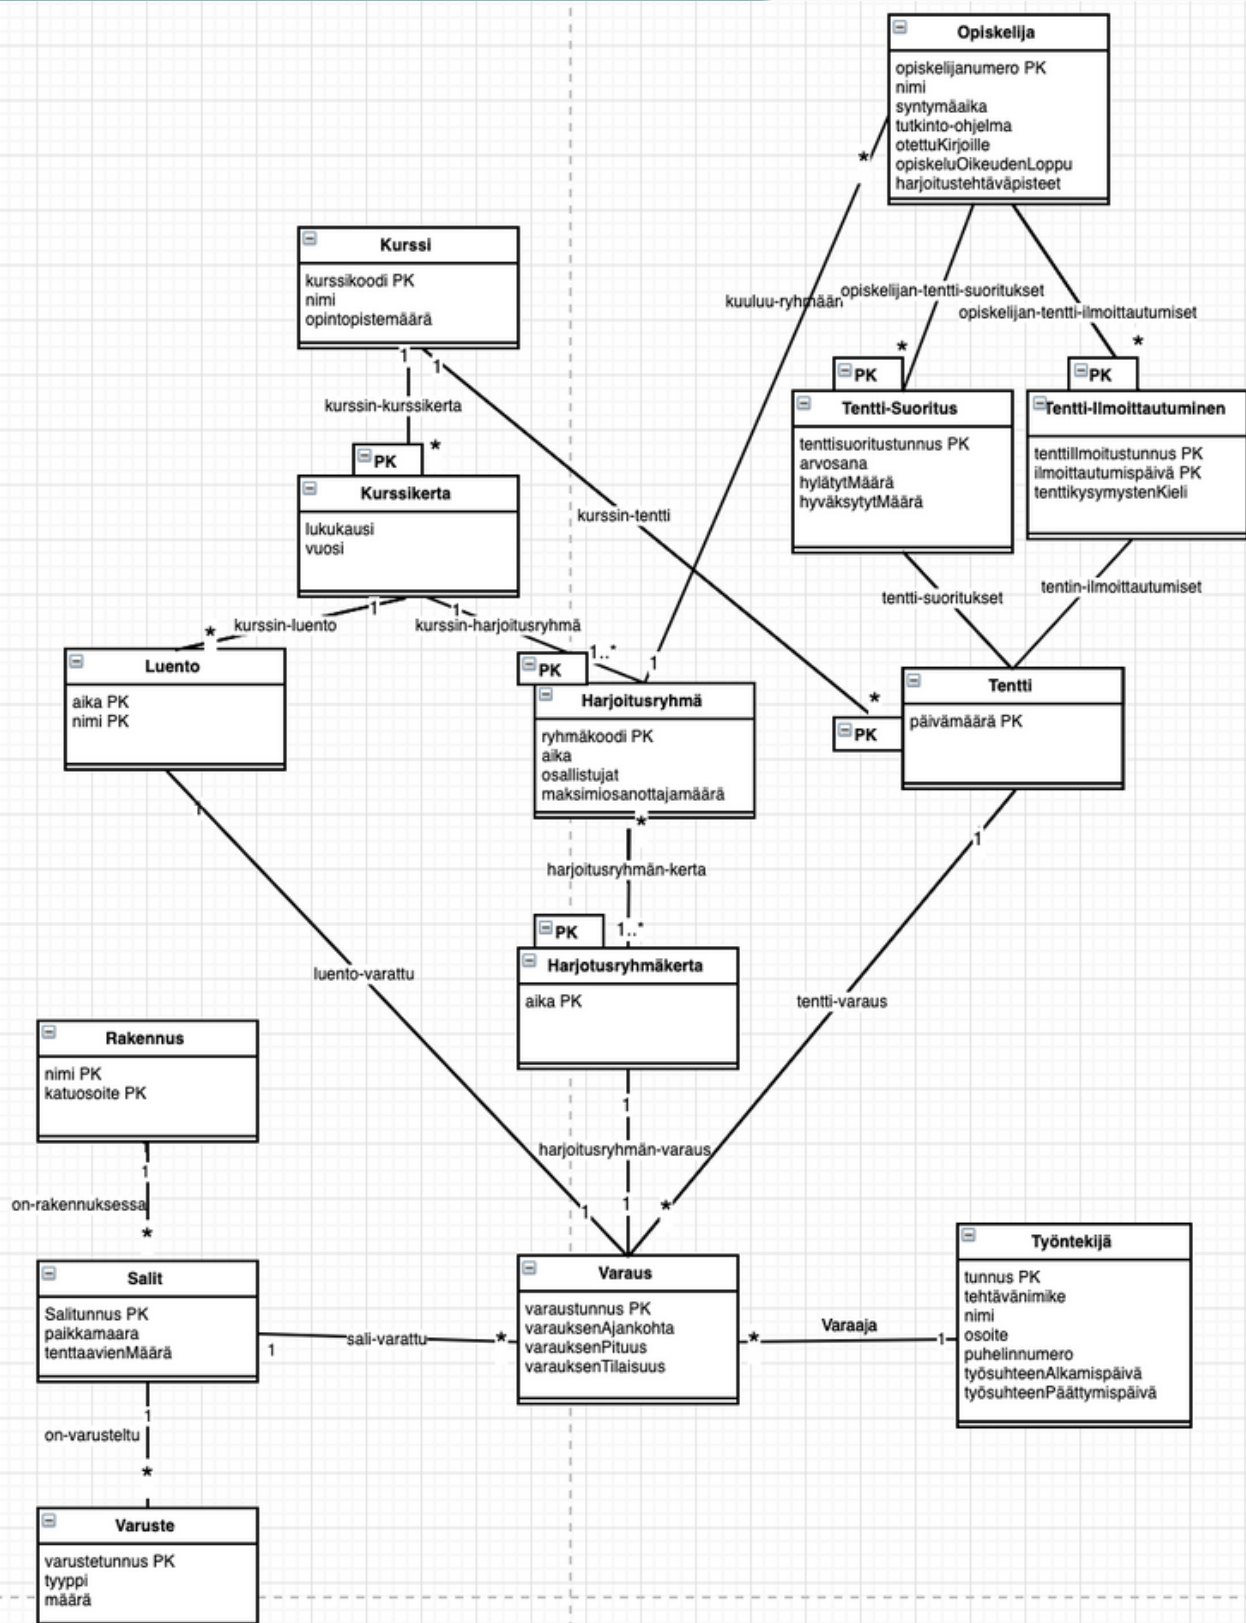 Opiskelija
opiskelijanumero PK
nimi
syntymäaika
tutkinto-ohjelma
otettuKirjoille
opiskeluOikeudenLoppu
harjoitustehtäväpisteet
*
Kurssi
kurssikoodi PK
nimi
opintopistemäärä
kuuluu-ryhmään
opiskelijan-tentti-suoritukset
opiskelijan-tentti-ilmoittautumiset
1
1
*
*
kurssin-kurssikerta
*
PK
PK
PK
Tentti-Suoritus
tenttisuoritustunnus PK
arvosana
hylätytMäärä
hyväksytytMäärä
Tentti-Ilmoittautuminen
tenttiIlmoitustunnus PK
ilmoittautumispäivä PK
tenttikysymystenKieli
Kurssikerta
lukukausi
vuosi
kurssin-tentti
tentti-suoritukset
tentin-ilmoittautumiset
1
1
*
kurssin-luento
kurssin-harjoitusryhmä
1..*
1
PK
Luento
aika PK
nimi PK
Harjoitusryhmä
ryhmäkoodi PK
aika
osallistujat
maksimiosanottajamäärä
*
PK
Tentti
päivämäärä PK
1
*
1
harjoitusryhmän-kerta
PK
1..*
luento-varattu
Harjotusryhmäkerta
aika PK
tentti-varaus
Rakennus
nimi PK
katuosoite PK
1
1
harjoitusryhmän-varaus
on-rakennuksessa
*
1
1
*
Salit
Salitunnus PK
paikkamaara
tenttaavienMäärä
1
sali-varattu
*
Varaus
varaustunnus PK
varauksenAjankohta
varauksenPituus
varauksenTilaisuus
*
Varaaja
1
Työntekijä
tunnus PK
tehtävänimike
nimi
osoite
puhelinnumero
työsuhteenAlkamispäivä
työsuhteenPäättymispäivä
1
on-varusteltu
*
Varuste
varustetunnus PK
tyyppi
määrä